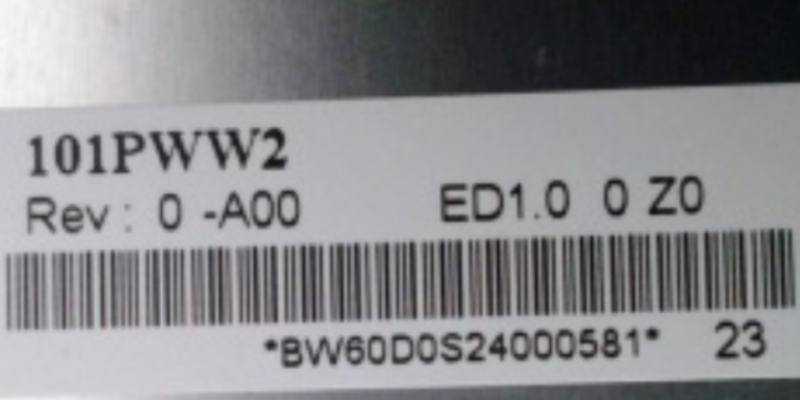 101PWW2
Rev : 0 -A00 ED1.0 0 Z0
*BW60D0S24000581* 23